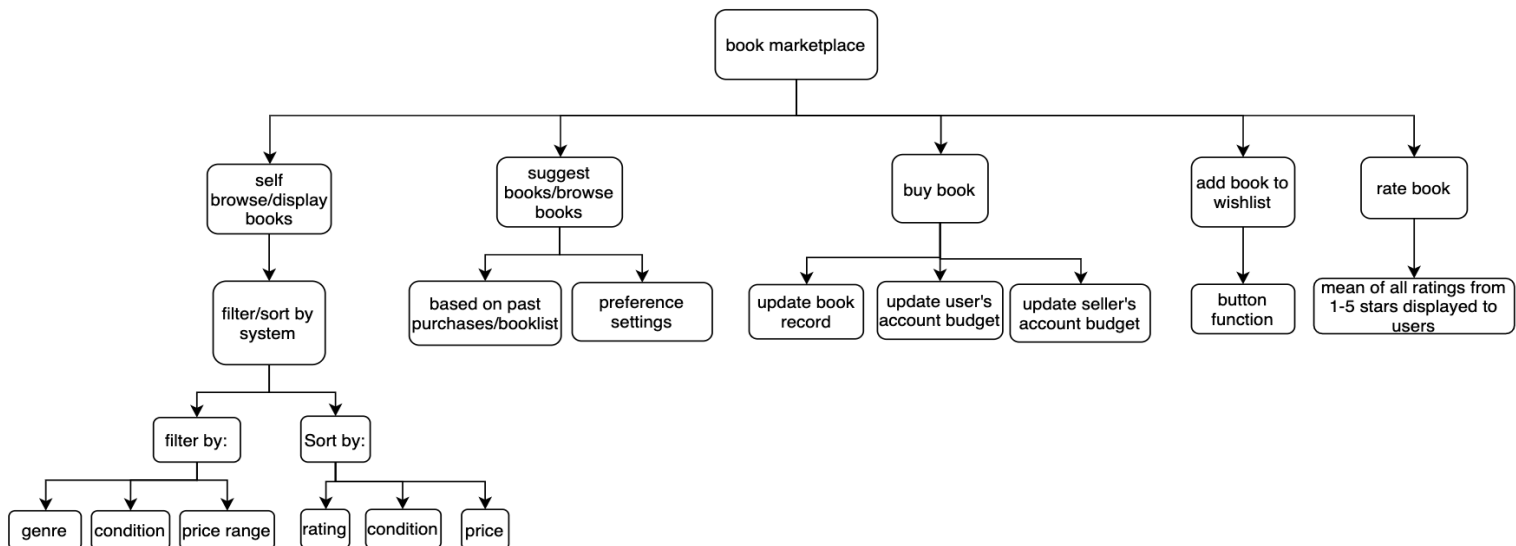 book marketplace
self
browse/display
books
suggest
books/browse
books
buy book
add book to
wishlist
rate book
filter/sort by
system
based on past
purchases/booklist
preference
settings
update book
record
update user's
account budget
update seller's
account budget
button
function
mean of all ratings from
1-5 stars displayed to
users
filter by:
Sort by:
genre
condition
price range
rating
condition
price